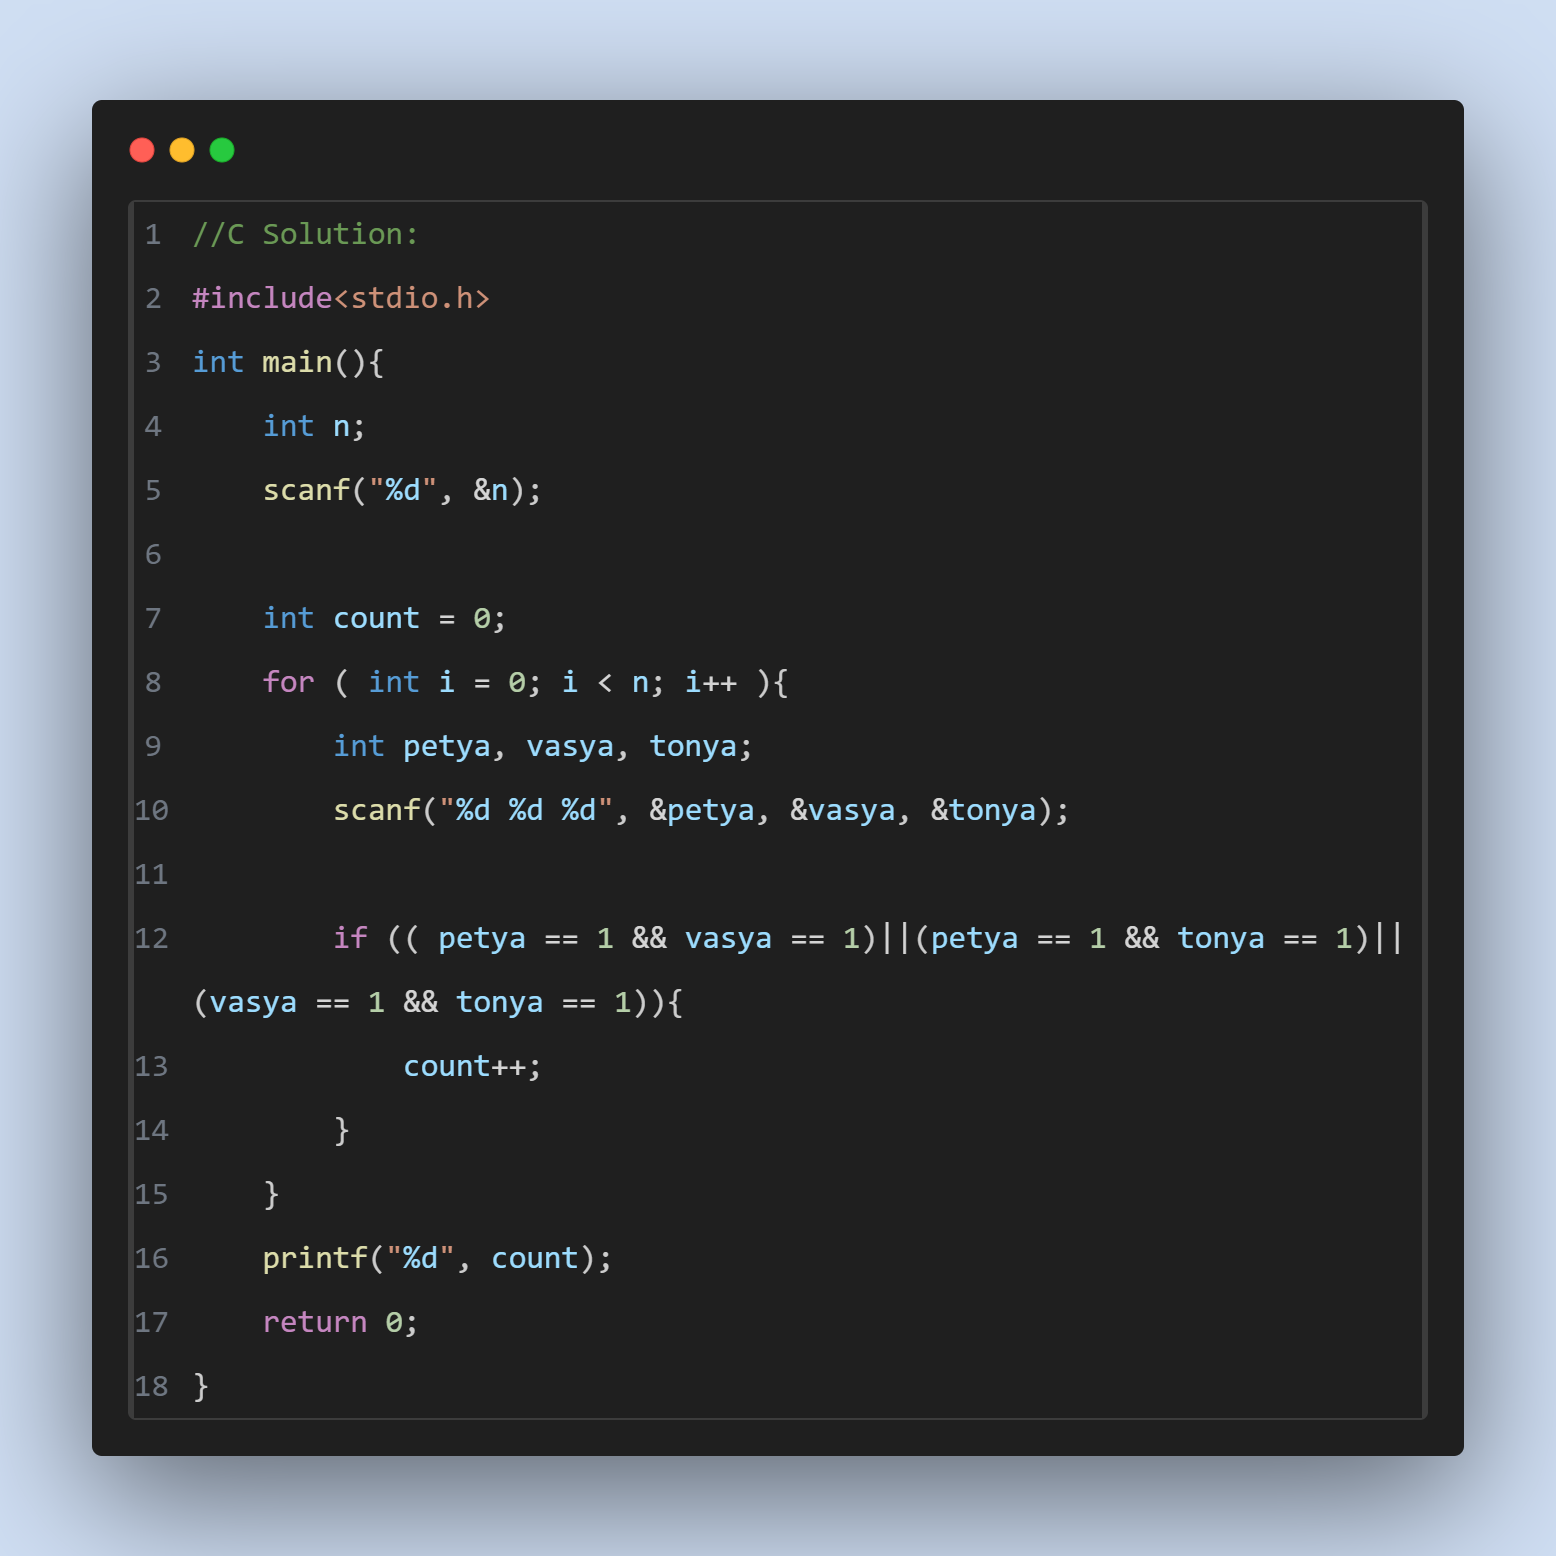 1 //C Solution:
2 #include<stdio.h>
3 int main(){
4     int n;
5     scanf("%d", &n);
6
7     int count = 0;
8     for ( int i = 0; i < n; i++ ){
9         int petya, vasya, tonya;
10         scanf("%d %d %d", &petya, &vasya, &tonya);
11
12         if (( petya == 1 && vasya == 1)||(petya == 1 && tonya == 1)||
(vasya == 1 && tonya == 1)){
13             count++;
14         }
15     }
16     printf("%d", count);
17     return 0;
18 }